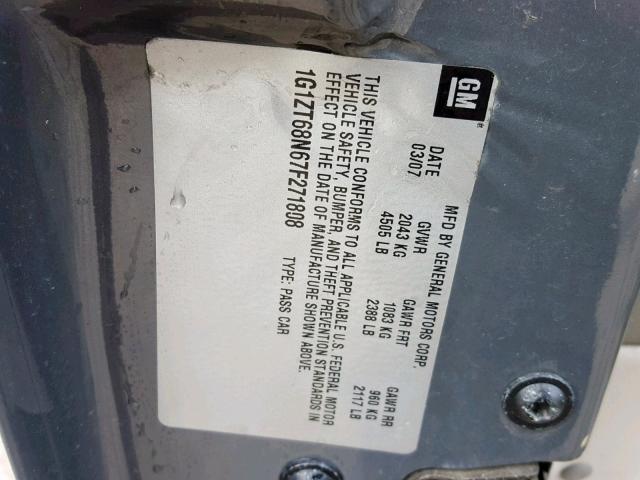 GM
MFD BY GENERAL MOTORS CORP.
DATE GVWR GAWR FRT GAWR RR
03/07 2043 KG 1083 KG 960 KG
4505 LB 2388 LB 2117 LB
THIS VEHICLE CONFORMS TO ALL APPLICABLE U.S. FEDERAL MOTOR
VEHICLE SAFETY, BUMPER, AND THEFT PREVENTION STANDARDS IN
EFFECT ON THE DATE OF MANUFACTURE SHOWN ABOVE.
1G1ZT68N67F271808 TYPE: PASS CAR